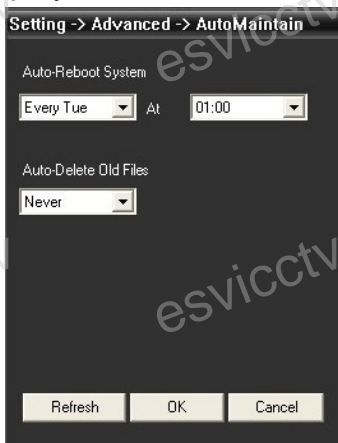 Setting -> Advanced -> AutoMaintain
esvicctv
Auto-Reboot System
Every Tue At 01:00
Auto-Delete Old Files
Never
esvicctv
Refresh OK Cancel